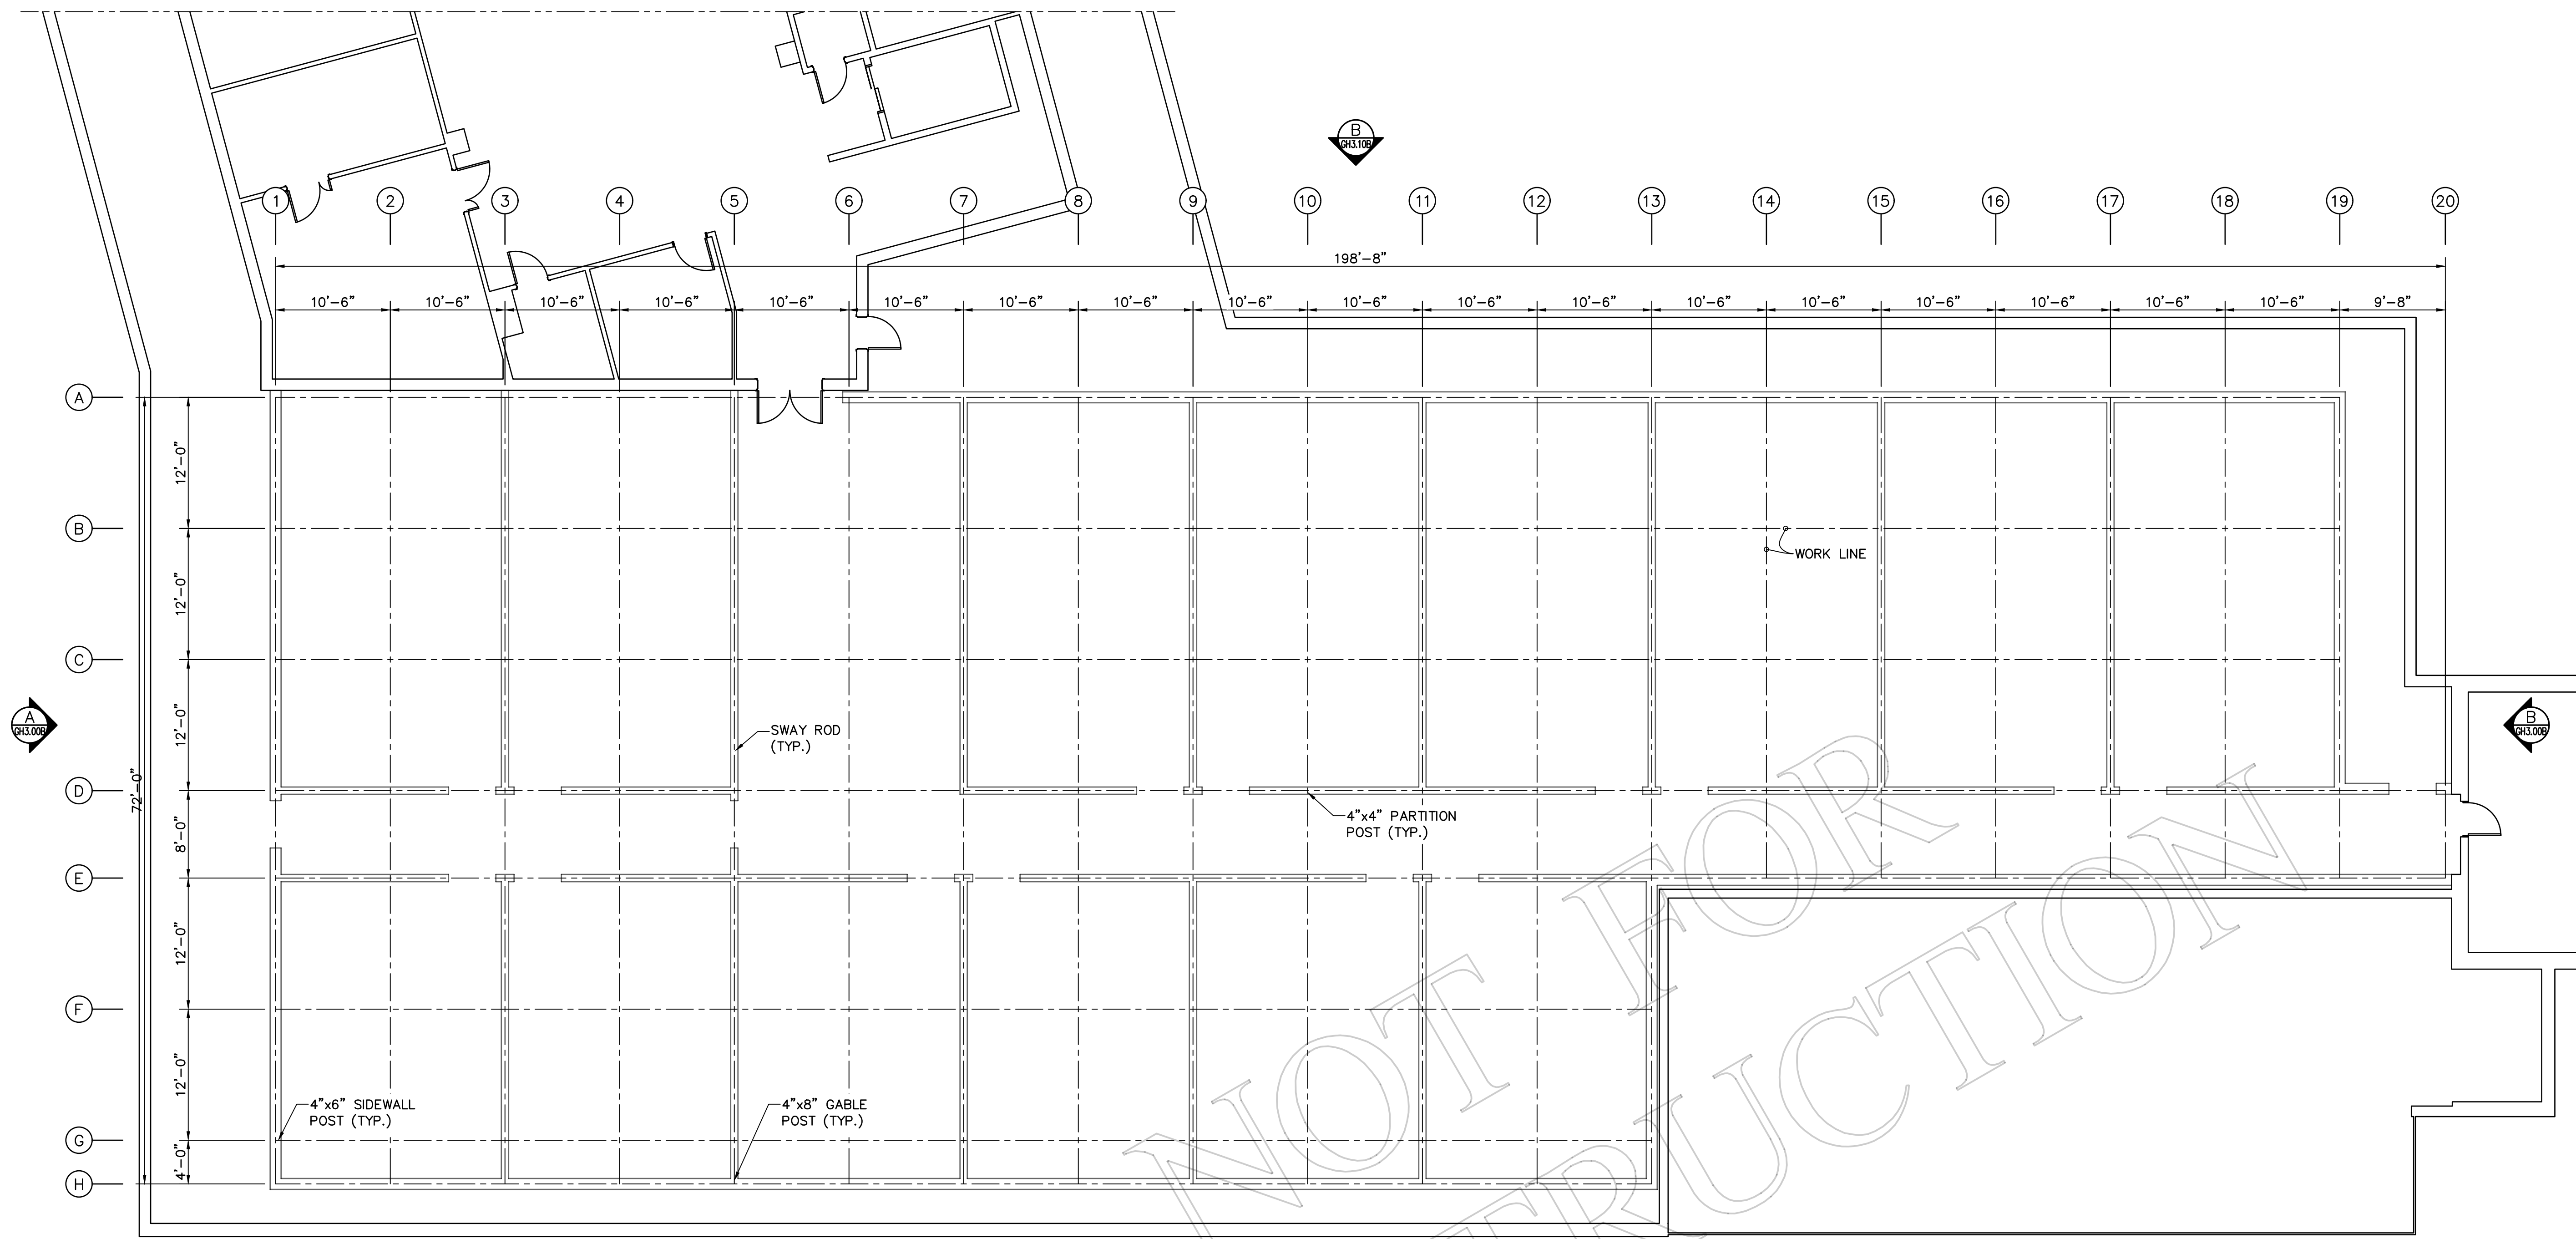 B
GH3.10B
1 2 3 4 5 6 7 8 9 10 11 12 13 14 15 16 17 18 19 20
198'-8"
10'-6" 10'-6" 10'-6" 10'-6" 10'-6" 10'-6" 10'-6" 10'-6" 10'-6" 10'-6" 10'-6" 10'-6" 10'-6" 10'-6" 10'-6" 10'-6" 10'-6" 10'-6" 9'-8"
A
12'-0"
B
WORK LINE
12'-0"
C
A
GH3.00B
12'-0"
SWAY ROD
(TYP.)
B
GH3.00B
72'-0"
D
4"x4" PARTITION
POST (TYP.)
8'-0"
E
12'-0"
F
12'-0"
4"x6" SIDEWALL
POST (TYP.)
4"x8" GABLE
POST (TYP.)
G
4'-0"
H
NOT FOR
TRUCTION